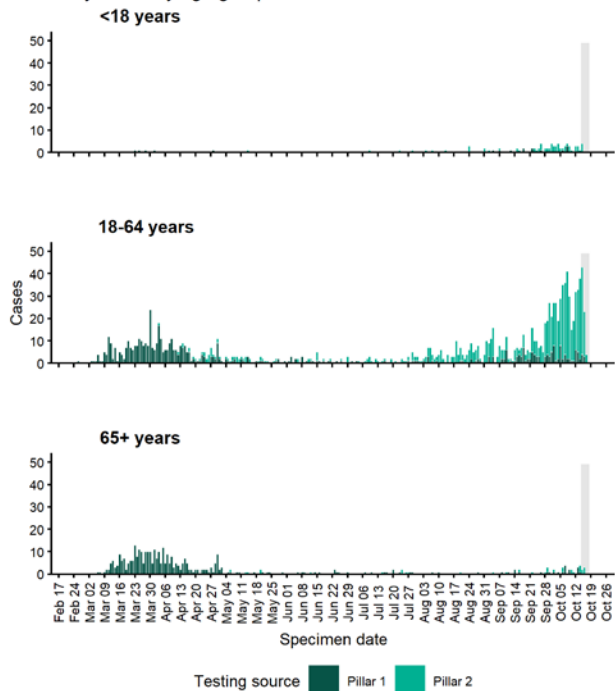 <18 years
50
40
30
20
10
0
18-64 years
50
40
30
20
10
0
Cases
65+ years
50
40
30
20
10
0
Feb 17
Feb 24
Mar 02
Mar 09
Mar 16
Mar 23
Mar 30
Apr 06
Apr 13
Apr 20
Apr 27
May 04
May 11
May 18
May 25
Jun 01
Jun 08
Jun 15
Jun 22
Jun 29
Jul 06
Jul 13
Jul 20
Jul 27
Aug 03
Aug 10
Aug 17
Aug 24
Aug 31
Sep 07
Sep 14
Sep 21
Sep 28
Oct 05
Oct 12
Oct 19
Oct 26
Specimen date
Testing source Pillar 1 Pillar 2